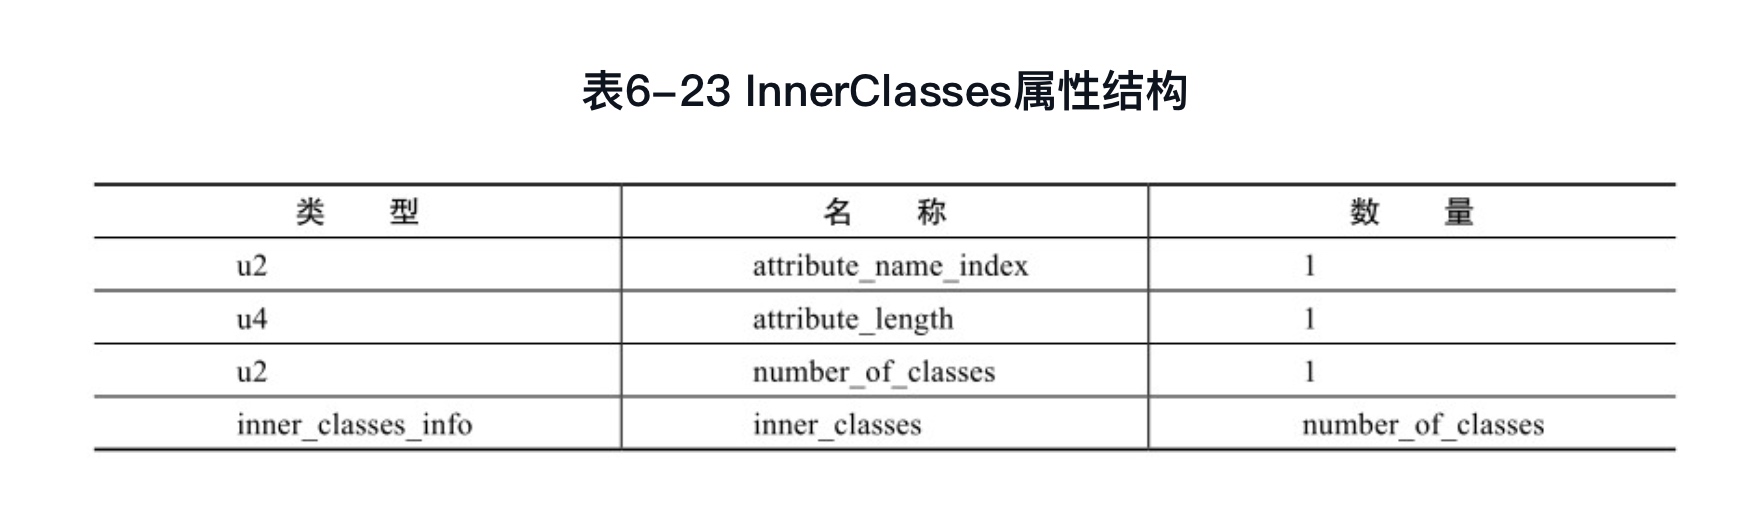 表6-23 InnerClasses属性结构
类 型 名 称 数 量
u2 attribute_name_index 1
u4 attribute_length 1
u2 number_of_classes 1
inner_classes_info inner_classes number_of_classes